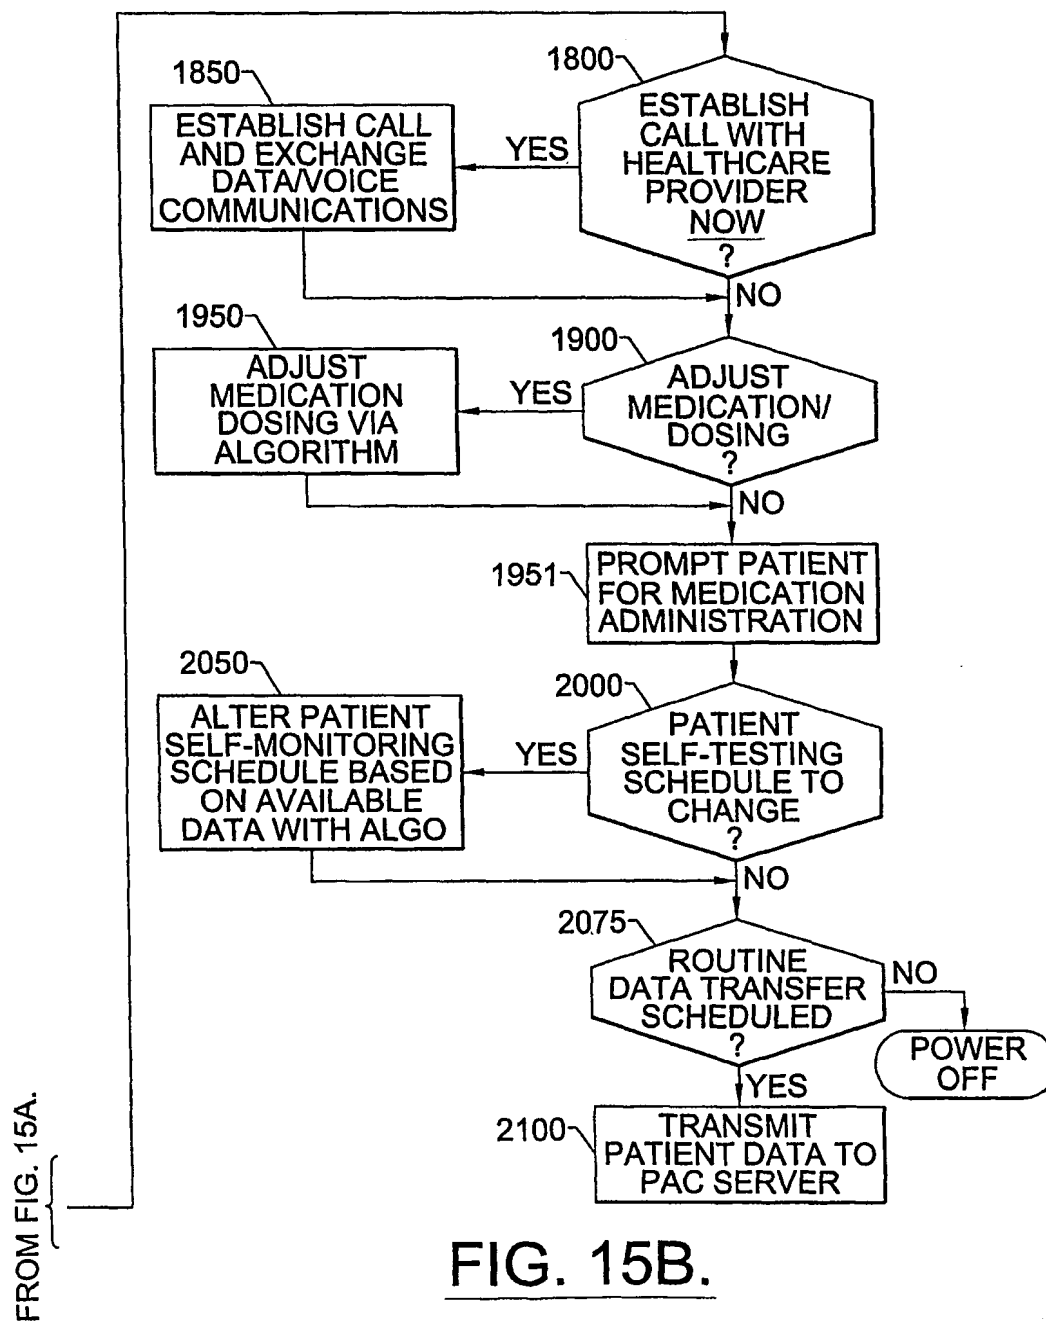 1800
ESTABLISH
CALL WITH
HEALTHCARE
PROVIDER
NOW
?
YES
1850
ESTABLISH CALL
AND EXCHANGE
DATA/VOICE
COMMUNICATIONS
NO
1900
ADJUST
MEDICATION/
DOSING
?
YES
1950
ADJUST
MEDICATION
DOSING VIA
ALGORITHM
NO
1951
PROMPT PATIENT
FOR MEDICATION
ADMINISTRATION
2000
PATIENT
SELF-TESTING
SCHEDULE TO
CHANGE
?
YES
2050
ALTER PATIENT
SELF-MONITORING
SCHEDULE BASED
ON AVAILABLE
DATA WITH ALGO
NO
2075
ROUTINE
DATA TRANSFER
SCHEDULED
?
NO
POWER
OFF
YES
2100
TRANSMIT
PATIENT DATA TO
PAC SERVER
FROM FIG. 15A.
FIG. 15B.